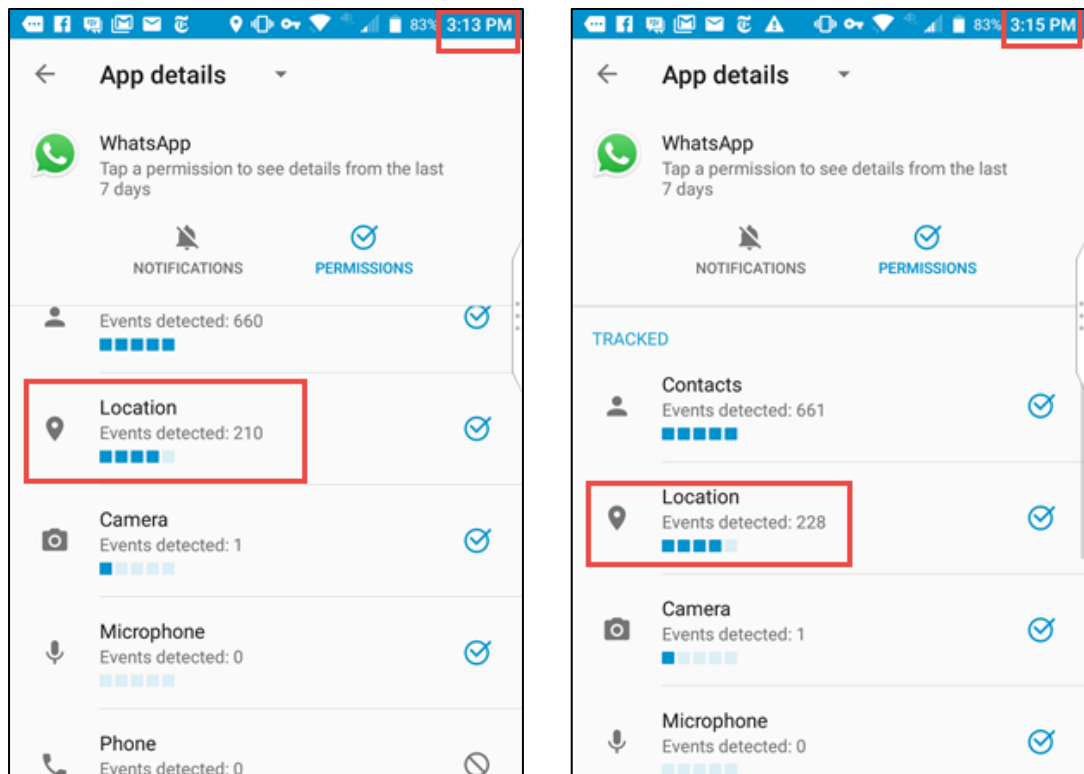 83% 3:13 PM
App details
WhatsApp
Tap a permission to see details from the last
7 days
NOTIFICATIONS
PERMISSIONS
Events detected: 660
Location
Events detected: 210
Camera
Events detected: 1
Microphone
Events detected: 0
Phone
Events detected: 0
83% 3:15 PM
App details
WhatsApp
Tap a permission to see details from the last
7 days
NOTIFICATIONS
PERMISSIONS
TRACKED
Contacts
Events detected: 661
Location
Events detected: 228
Camera
Events detected: 1
Microphone
Events detected: 0